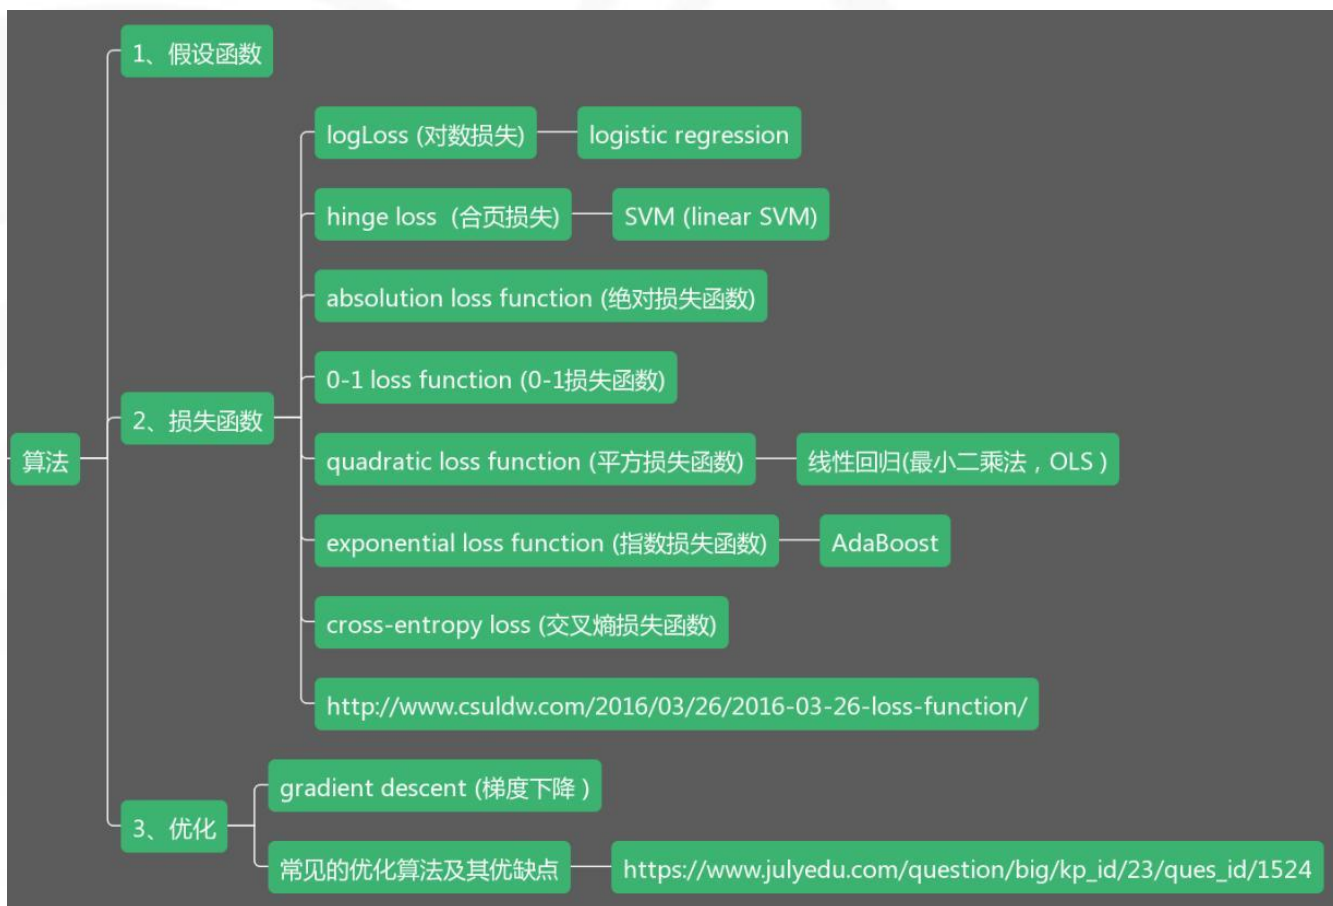 1、假设函数
logLoss (对数损失)
logistic regression
hinge loss  (合页损失)
SVM (linear SVM)
absolution loss function (绝对损失函数)
0-1 loss function (0-1损失函数)
2、损失函数
算法
quadratic loss function (平方损失函数)
线性回归(最小二乘法，OLS )
exponential loss function (指数损失函数)
AdaBoost
cross-entropy loss (交叉熵损失函数)
http://www.csuldw.com/2016/03/26/2016-03-26-loss-function/
gradient descent (梯度下降 )
3、优化
常见的优化算法及其优缺点
https://www.julyedu.com/question/big/kp_id/23/ques_id/1524